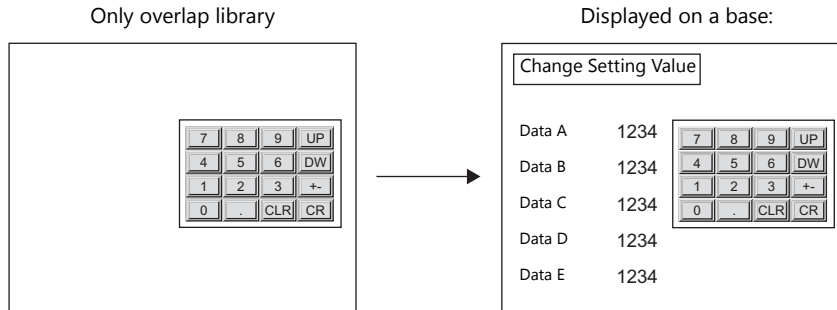 Only overlap library
7 8 9 UP
4 5 6 DW
1 2 3 +-
0 . CLR CR
Displayed on a base:
Change Setting Value
Data A 1234
Data B 1234
Data C 1234
Data D 1234
Data E 1234
7 8 9 UP
4 5 6 DW
1 2 3 +-
0 . CLR CR